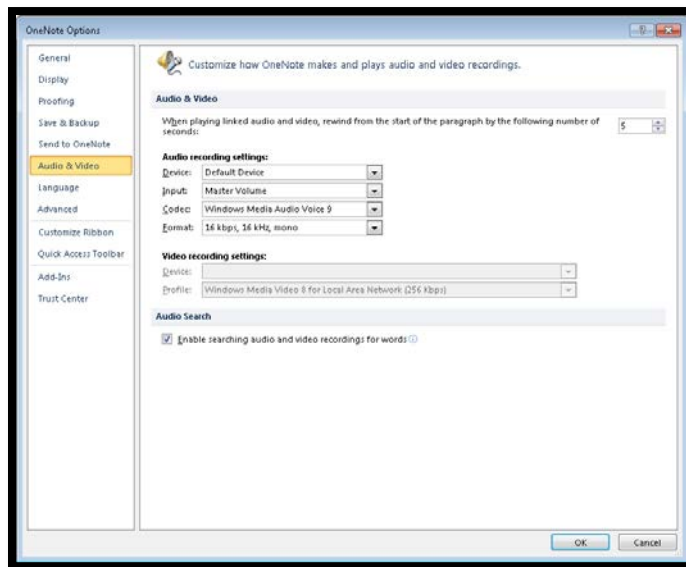 OneNote Options
General
Display
Proofing
Save & Backup
Send to OneNote
Audio & Video
Language
Advanced
Customize Ribbon
Quick Access Toolbar
Add-Ins
Trust Center
Customize how OneNote makes and plays audio and video recordings.
Audio & Video
When playing linked audio and video, rewind from the start of the paragraph by the following number of
seconds:
5
Audio recording settings:
Device: Default Device
Input: Master Volume
Codec: Windows Media Audio Voice 9
Format: 16 kbps, 16 kHz, mono
Video recording settings:
Device:
Profile: Windows Media Video 8 for Local Area Network (256 Kbps)
Audio Search
Enable searching audio and video recordings for words
OK Cancel